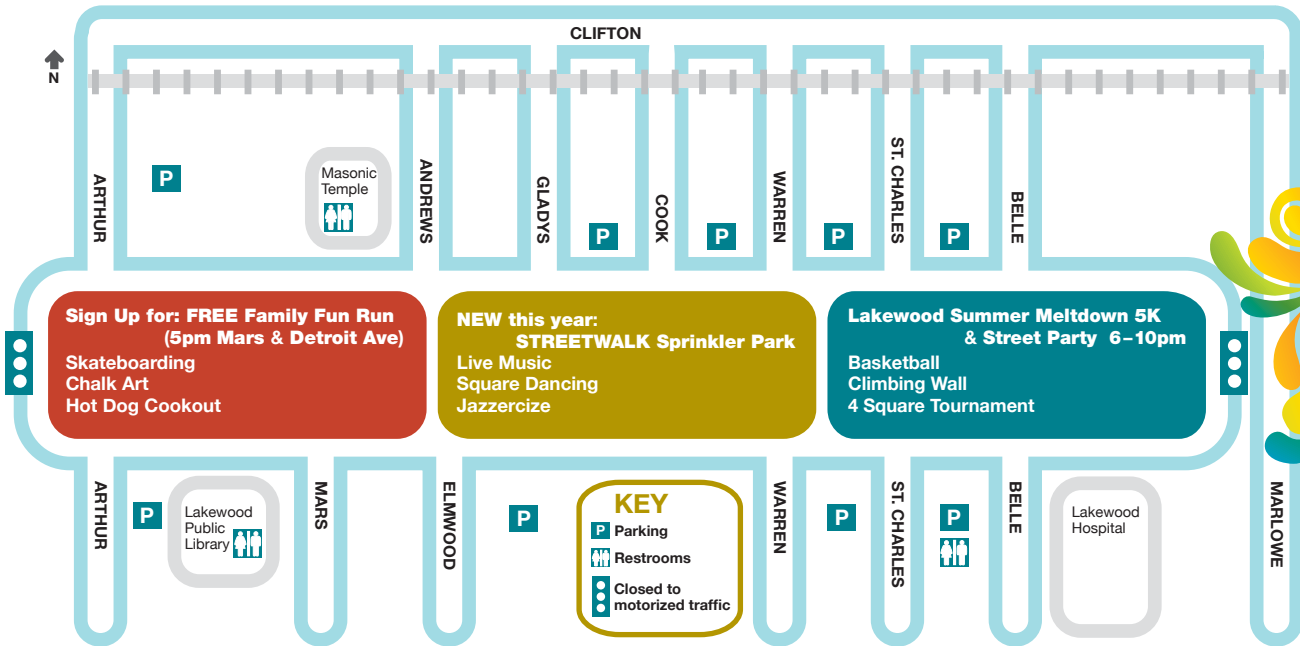 CLIFTON
N
ARTHUR
P
Masonic
Temple
ANDREWS
GLADYS
P
COOK
P
WARREN
P
ST. CHARLES
P
BELLE
Sign Up for: FREE Family Fun Run
(5pm Mars & Detroit Ave)
Skateboarding
Chalk Art
Hot Dog Cookout
NEW this year:
STREETWALK Sprinkler Park
Live Music
Square Dancing
Jazzercize
Lakewood Summer Meltdown 5K
& Street Party 6–10pm
Basketball
Climbing Wall
4 Square Tournament
ARTHUR
P
Lakewood
Public
Library
MARS
ELMWOOD
P
KEY
P Parking
Restrooms
Closed to
motorized traffic
WARREN
P
ST. CHARLES
P
BELLE
Lakewood
Hospital
MARLOWE